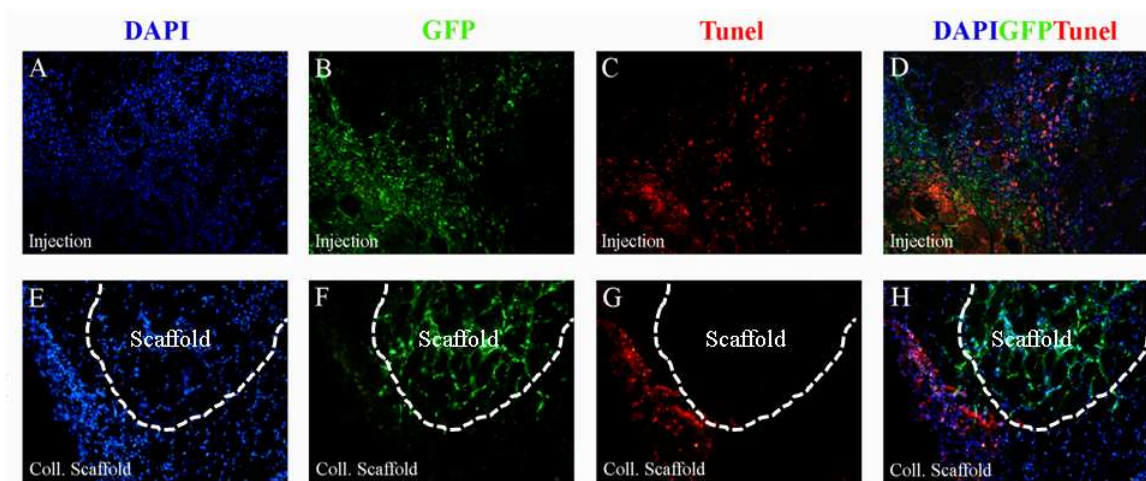 DAPI GFP Tunel DAPIGFPTunel
A B C D
Injection Injection Injection Injection
E F G H
Scaffold Scaffold Scaffold Scaffold
Coll. Scaffold Coll. Scaffold Coll. Scaffold Coll. Scaffold